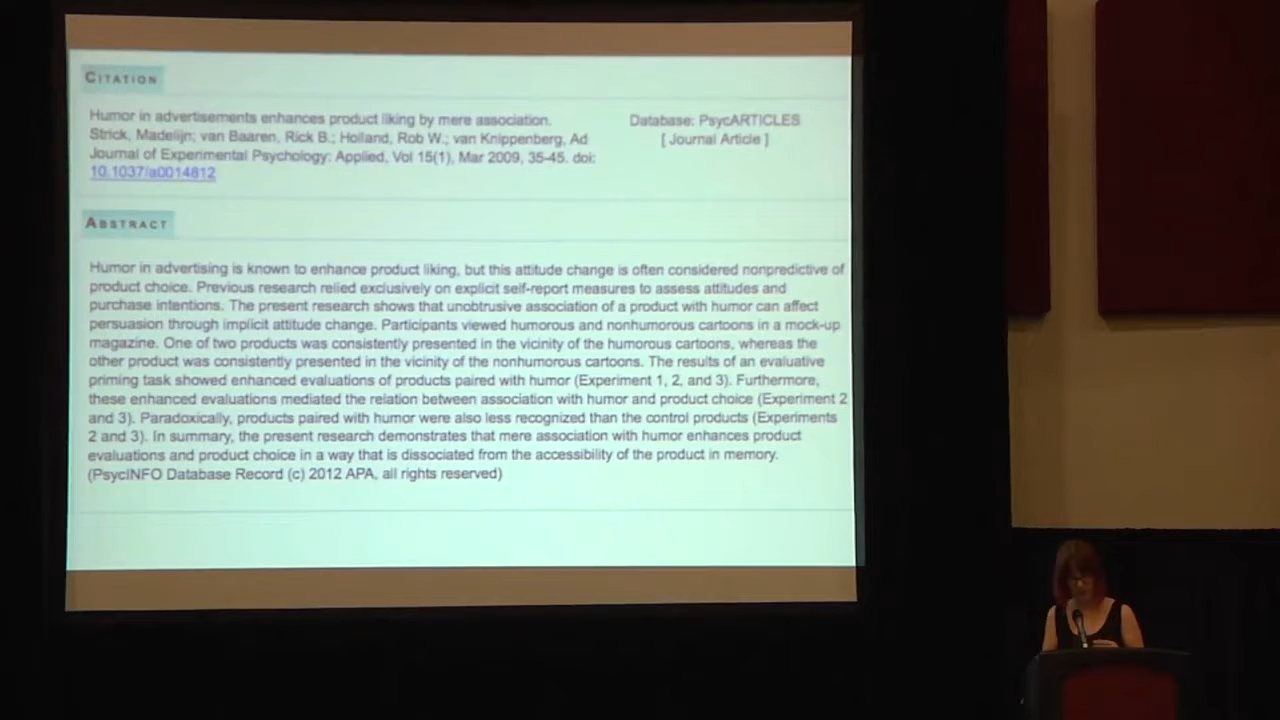 CITATION
Humor in advertisements enhances product liking by mere association.
Strick, Madelijn; van Baaren, Rick B.; Holland, Rob W.; van Knippenberg, Ad
Journal of Experimental Psychology: Applied, Vol 15(1), Mar 2009, 35-45. doi:
10.1037/a0014812
Database: PsycARTICLES
[ Journal Article ]
ABSTRACT
Humor in advertising is known to enhance product liking, but this attitude change is often considered nonpredictive of
product choice. Previous research relied exclusively on explicit self-report measures to assess attitudes and
purchase intentions. The present research shows that unobtrusive association of a product with humor can affect
persuasion through implicit attitude change. Participants viewed humorous and nonhumorous cartoons in a mock-up
magazine. One of two products was consistently presented in the vicinity of the humorous cartoons, whereas the
other product was consistently presented in the vicinity of the nonhumorous cartoons. The results of an evaluative
priming task showed enhanced evaluations of products paired with humor (Experiment 1, 2, and 3). Furthermore,
these enhanced evaluations mediated the relation between association with humor and product choice (Experiment 2
and 3). Paradoxically, products paired with humor were also less recognized than the control products (Experiments
2 and 3). In summary, the present research demonstrates that mere association with humor enhances product
evaluations and product choice in a way that is dissociated from the accessibility of the product in memory.
(PsycINFO Database Record (c) 2012 APA, all rights reserved)